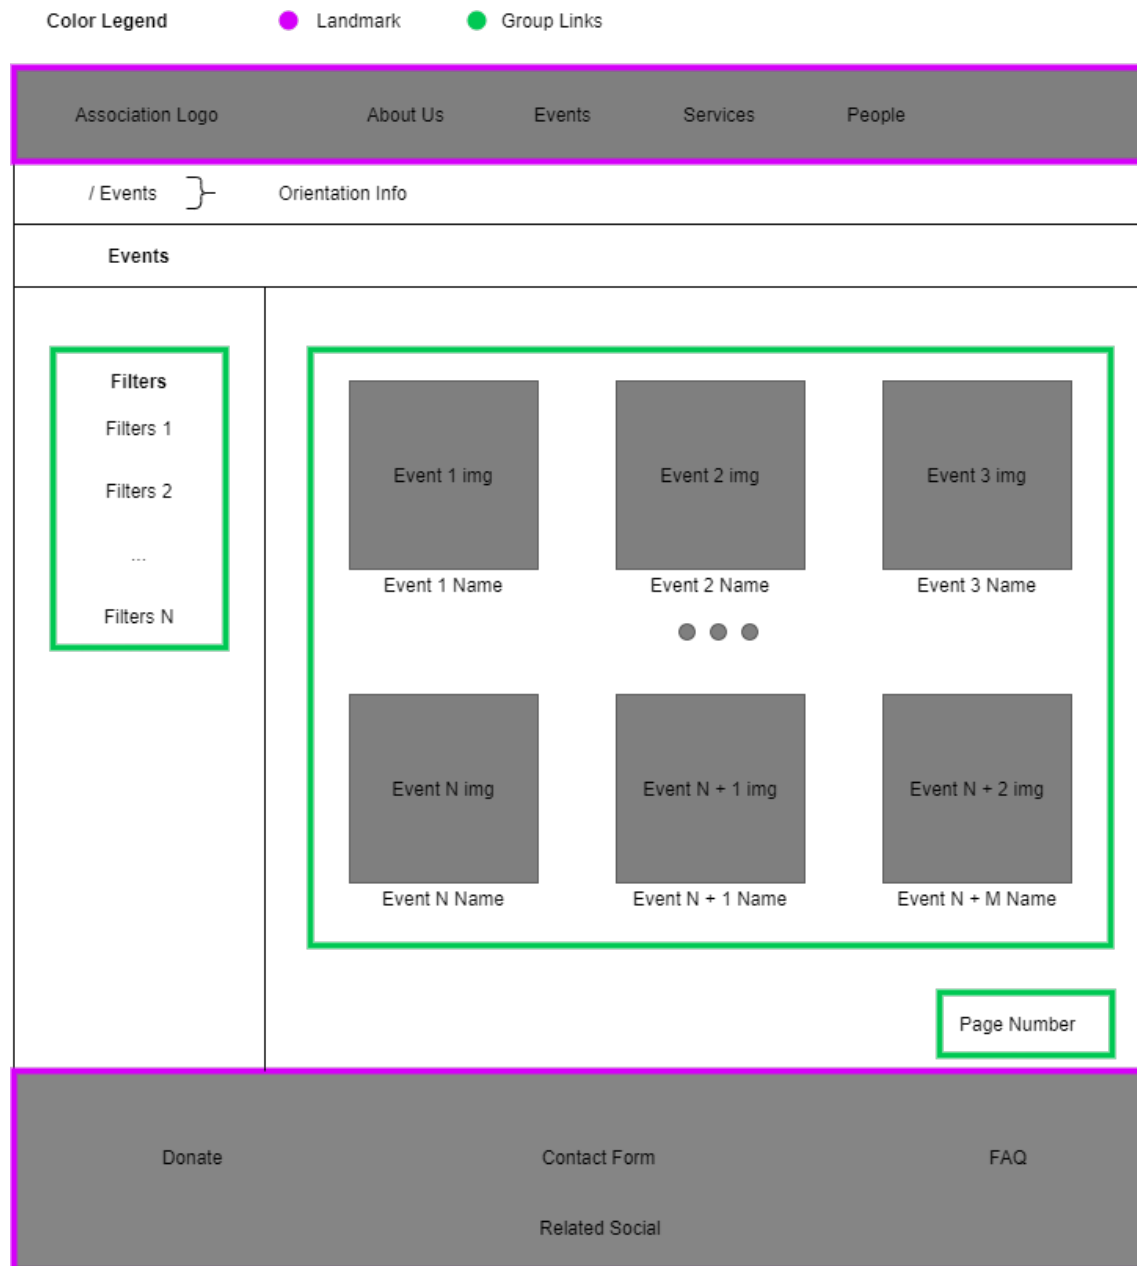 Color Legend Landmark Group Links
Association Logo About Us Events Services People
/ Events Orientation Info
Events
Filters
Filters 1
Filters 2
...
Filters N
Event 1 img Event 2 img Event 3 img
Event 1 Name Event 2 Name Event 3 Name
Event N img Event N + 1 img Event N + 2 img
Event N Name Event N + 1 Name Event N + M Name
Page Number
Donate Contact Form FAQ
Related Social